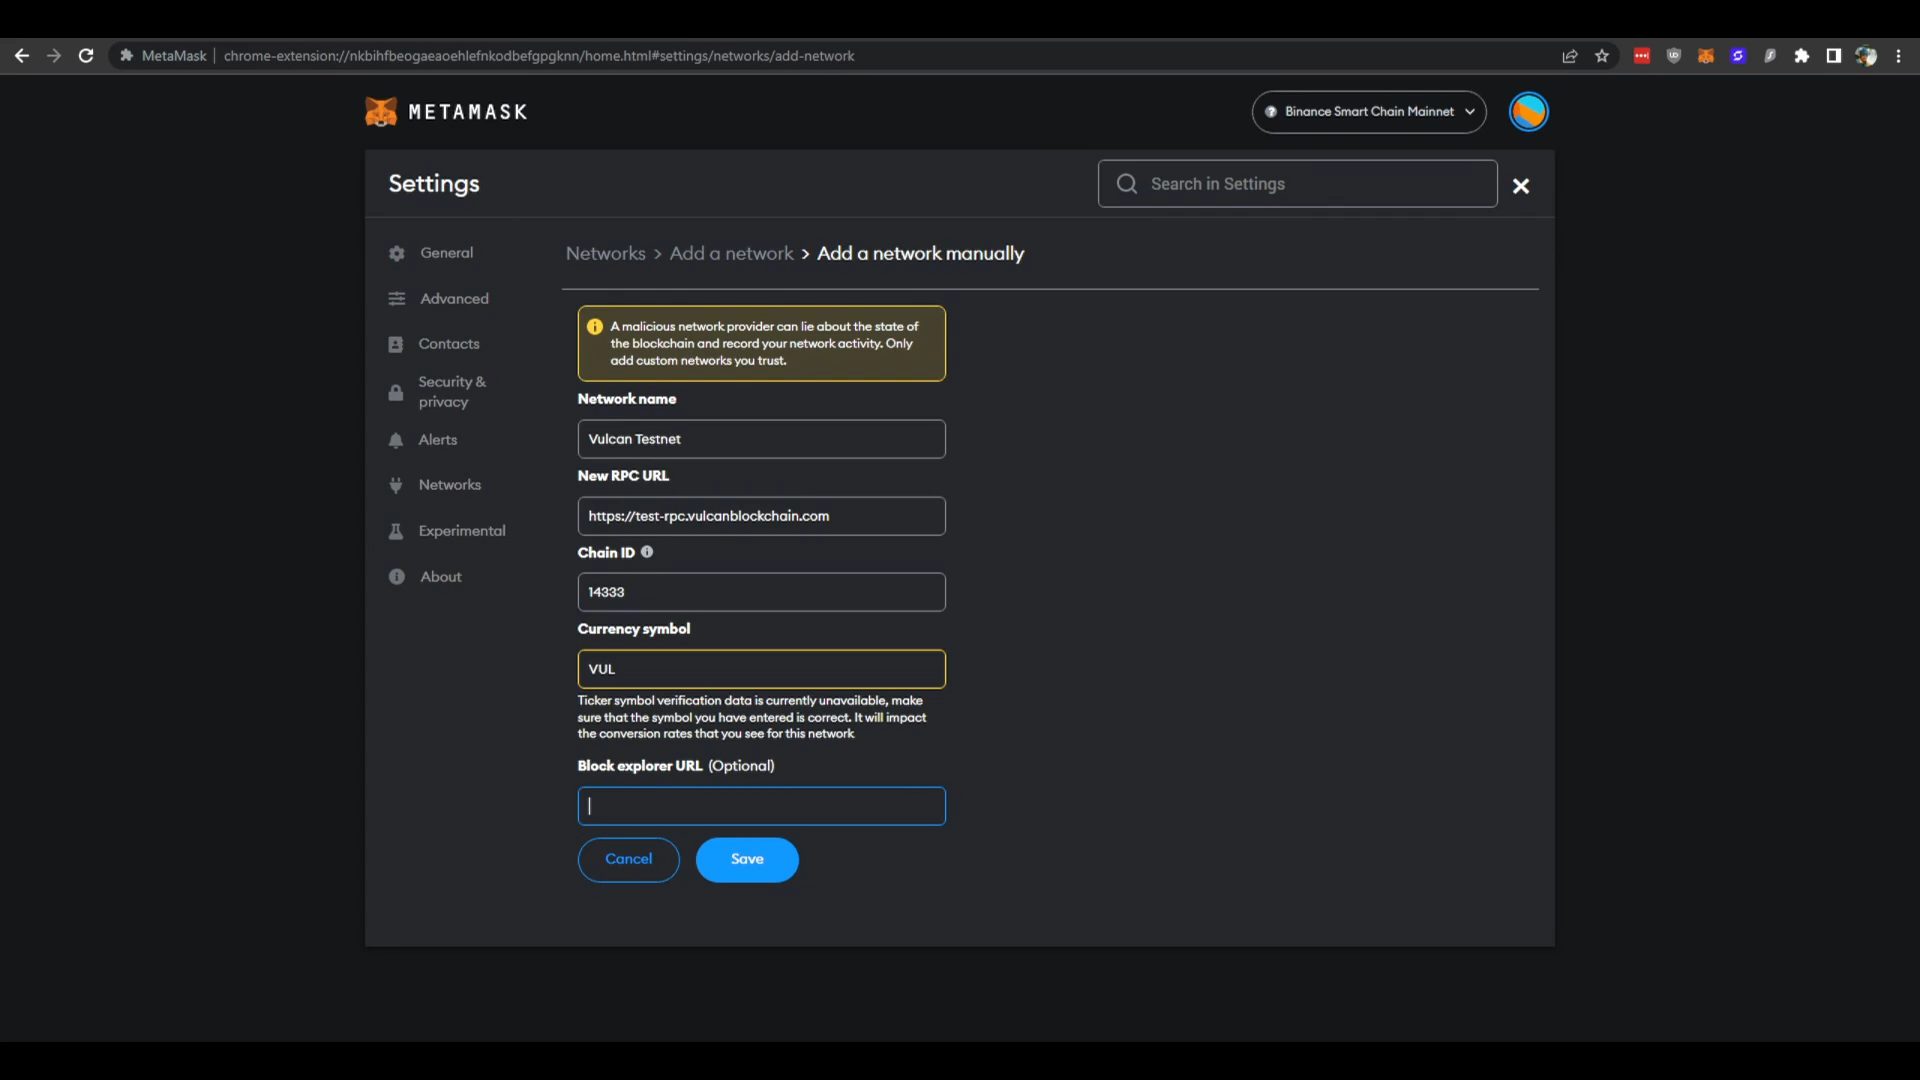 MetaMask
chrome-extension://nkbihfbeogaeaoehlefnkodbefgpgknn/home.html#settings/networks/add-network
METAMASK
Binance Smart Chain Mainnet
Settings
Search in Settings
General
Advanced
Contacts
Security &
privacy
Alerts
Networks
Experimental
About
Networks > Add a network > Add a network manually
A malicious network provider can lie about the state of
the blockchain and record your network activity. Only
add custom networks you trust.
Network name
Vulcan Testnet
New RPC URL
https://test-rpc.vulcanblockchain.com
Chain ID
14333
Currency symbol
VUL
Ticker symbol verification data is currently unavailable, make
sure that the symbol you have entered is correct. It will impact
the conversion rates that you see for this network
Block explorer URL (Optional)
Cancel
Save